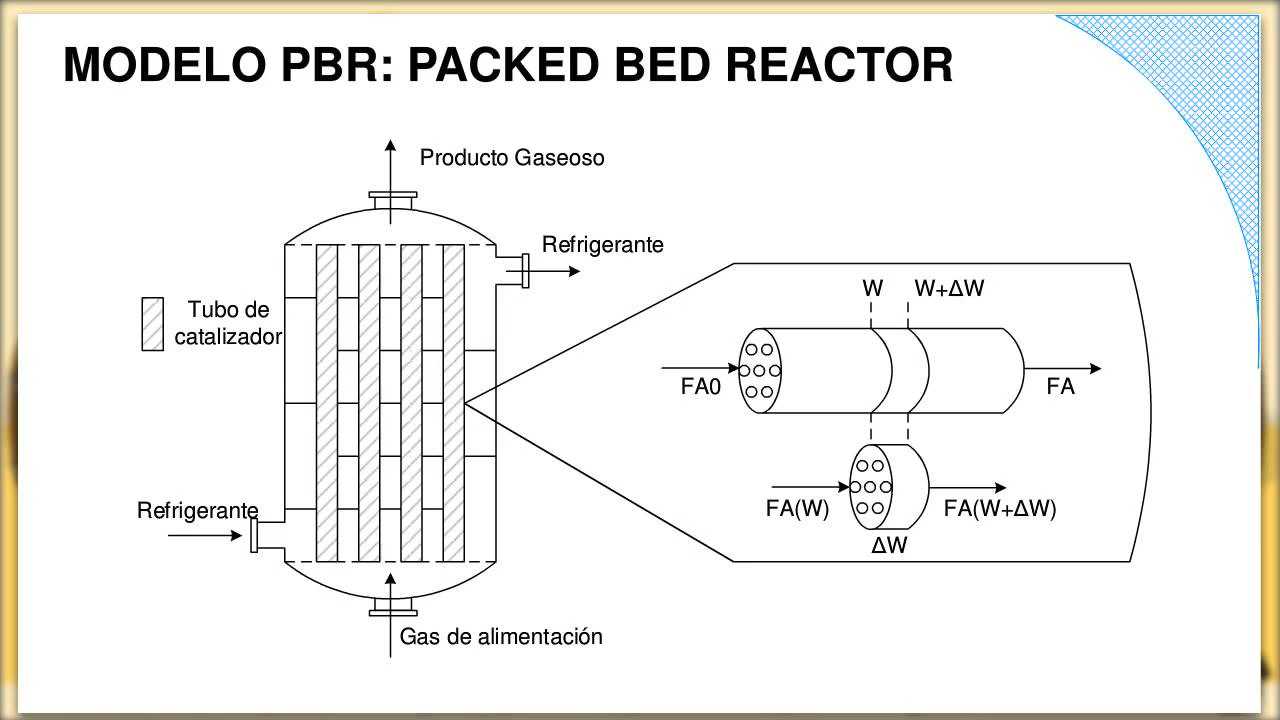 MODELO PBR: PACKED BED REACTOR
Producto Gaseoso
Refrigerante
Tubo de
catalizador
Refrigerante
Gas de alimentación
W
W+ΔW
FA0
FA
FA(W)
FA(W+ΔW)
ΔW